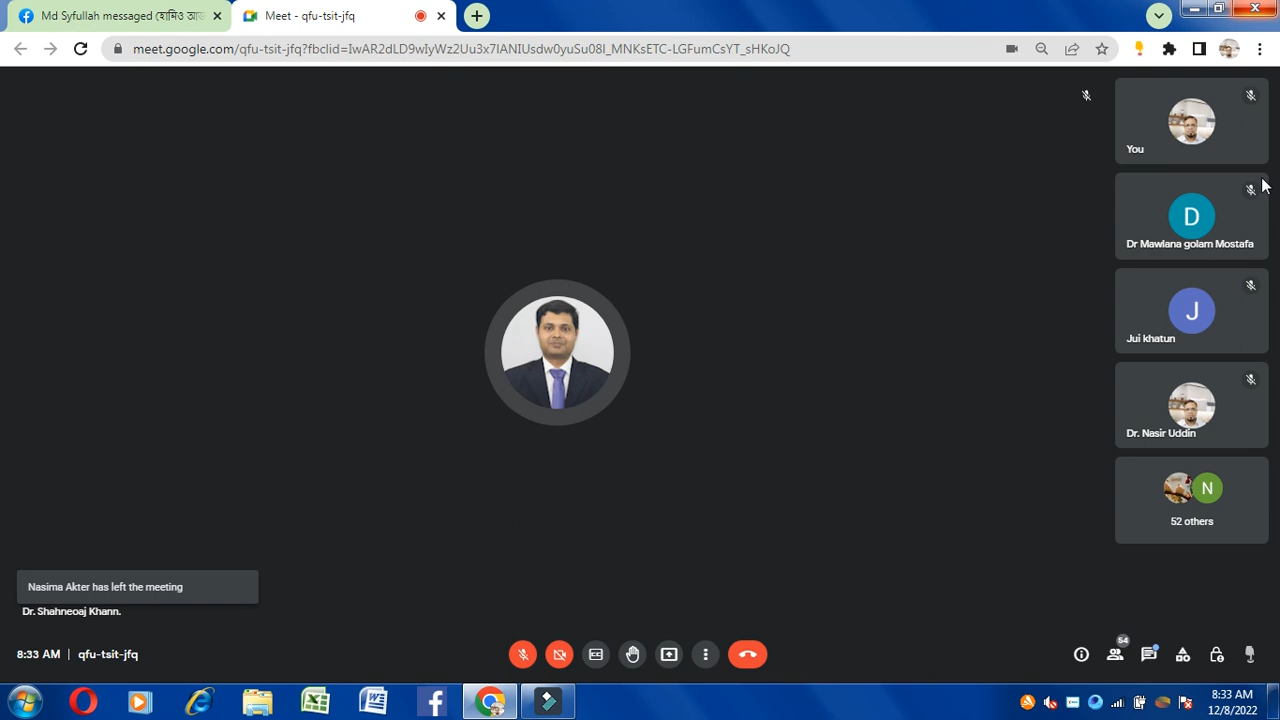 Md Syfullah messaged (হোমিও আড
Meet - qfu-tsit-jfq
meet.google.com/qfu-tsit-jfq?fbclid=IwAR2dLD9wIyWz2Uu3x7IANIUsdw0yuSu08I_MNKsETC-LGFumCsYT_sHKoJQ
You
D
Dr Mawlana golam Mostafa
J
Jui khatun
Dr. Nasir Uddin
N
52 others
Nasima Akter has left the meeting
Dr. Shahneoaj Khann.
8:33 AM | qfu-tsit-jfq
54
8:33 AM
12/8/2022